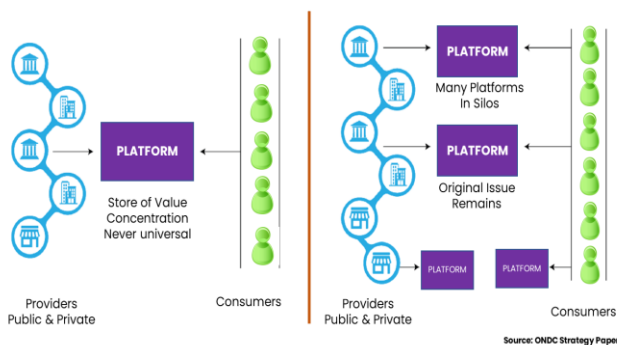 PLATFORM
Store of Value
Concentration
Never universal
Providers
Public & Private
Consumers
PLATFORM
Many Platforms
In Silos
PLATFORM
Original Issue
Remains
PLATFORM
PLATFORM
Providers
Public & Private
Consumers
Source: ONDC Strategy Paper